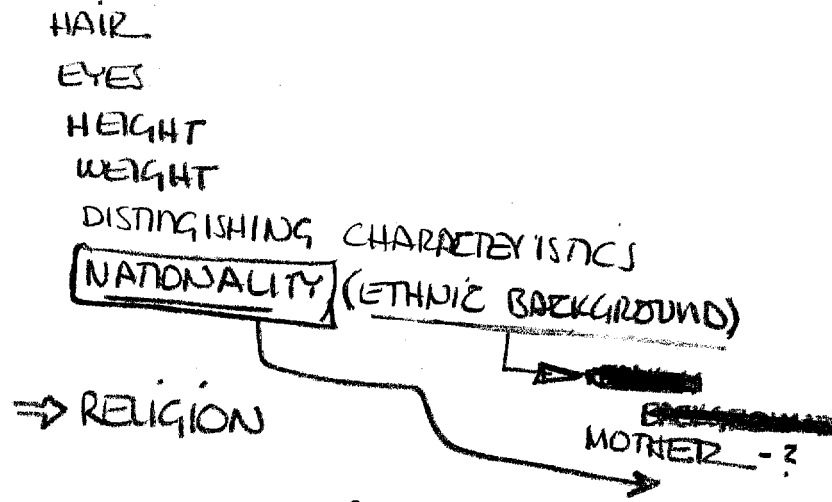 HAIR
EYES
HEIGHT
WEIGHT
DISTINGISHING CHARACTERISTICS
NATIONALITY (ETHNIC BACKGROUND)
⇒ RELIGION
MOTHER - ?